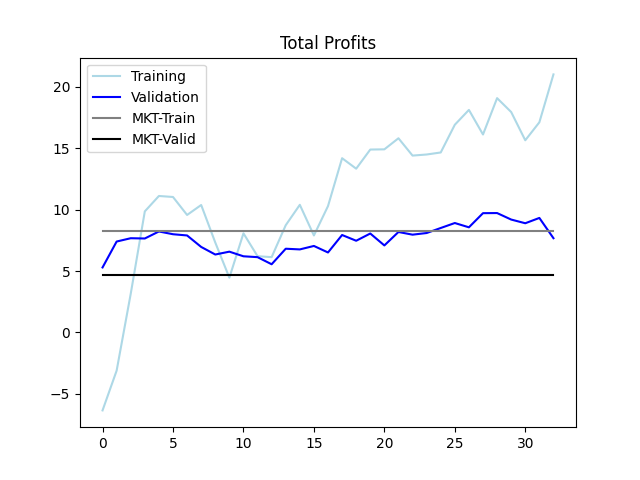 Total Profits
Training
Validation
MKT-Train
MKT-Valid
20
15
10
5
0
−5
0 5 10 15 20 25 30